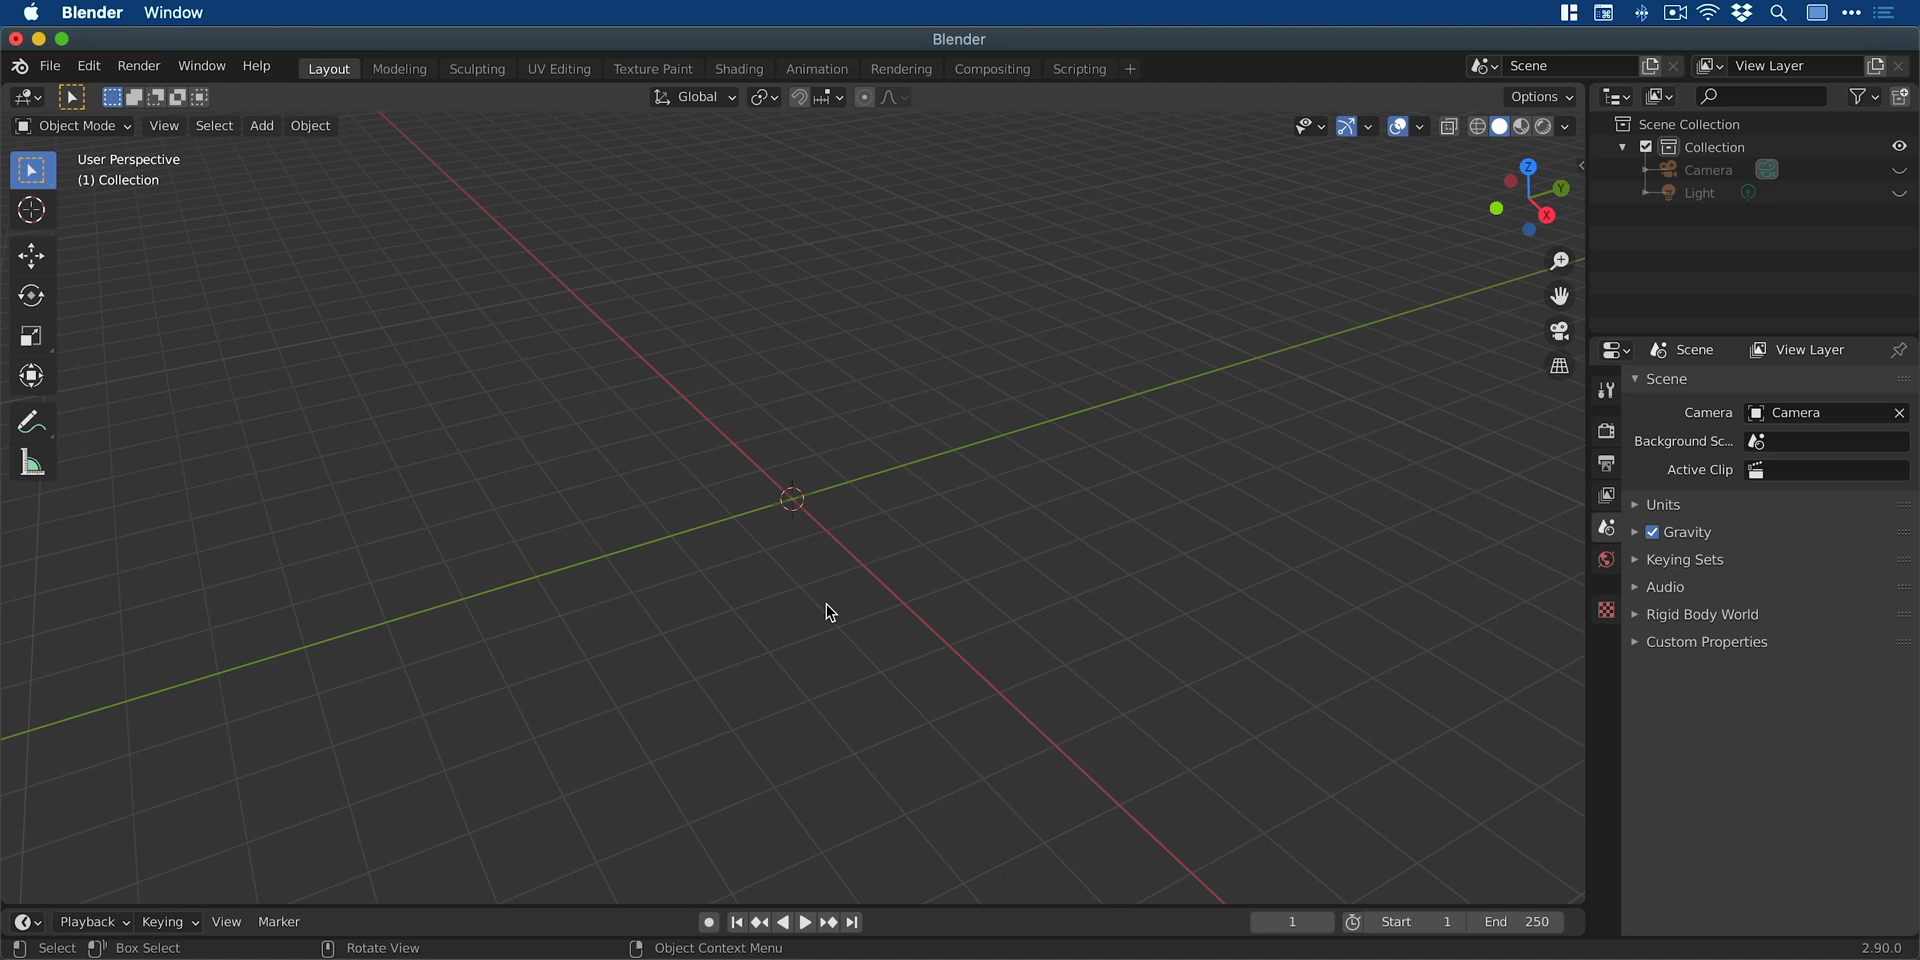 Blender Window
Blender
File Edit Render Window Help Layout Modeling Sculpting UV Editing Texture Paint Shading Animation Rendering Compositing Scripting + Scene View Layer
Global Options
Object Mode View Select Add Object
User Perspective
(1) Collection
Z
Y
X
Scene Collection
Collection
Camera
Light
Scene View Layer
Scene
Camera Camera
Background Sc...
Active Clip
Units
Gravity
Keying Sets
Audio
Rigid Body World
Custom Properties
Playback Keying View Marker 1 Start 1 End 250
Select Box Select Rotate View Object Context Menu 2.90.0